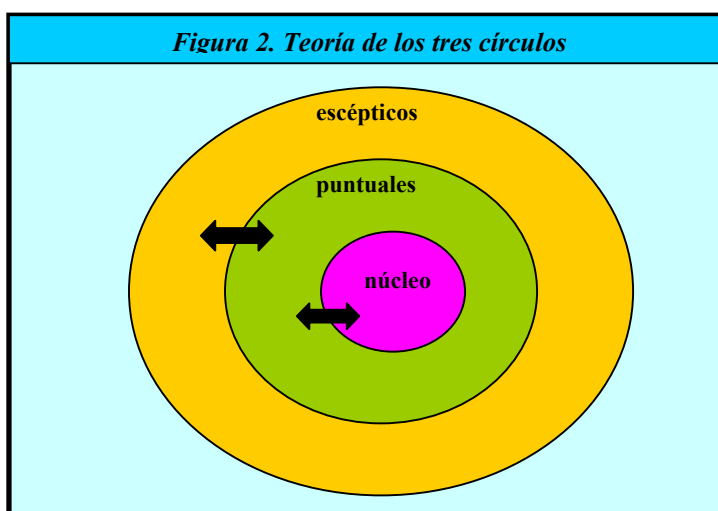 Figura 2. Teoría de los tres círculos
escépticos
puntuales
núcleo